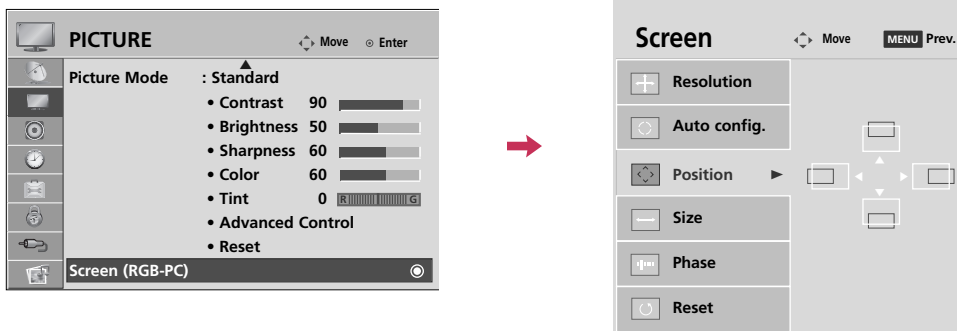 PICTURE Move Enter
Picture Mode : Standard
• Contrast 90
• Brightness 50
• Sharpness 60
• Color 60
• Tint 0 R G
• Advanced Control
• Reset
Screen (RGB-PC)
Screen Move MENU Prev.
Resolution
Auto config.
Position
Size
Phase
Reset